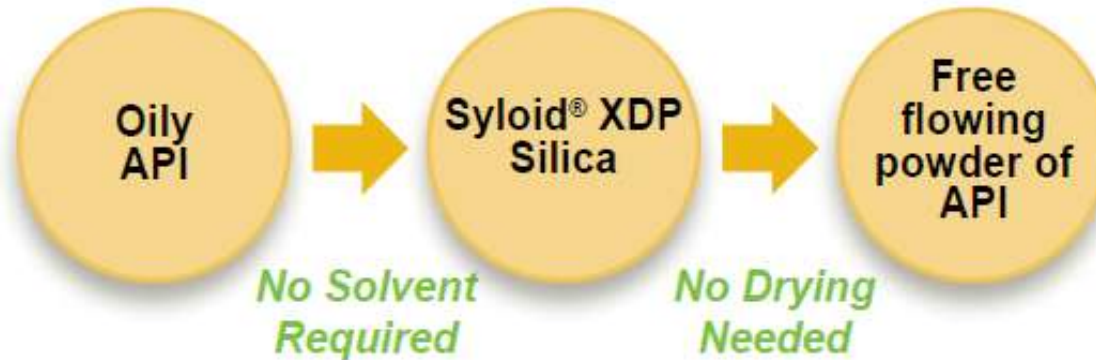 Oily
API
Syloid® XDP
Silica
Free
flowing
powder of
API
No Solvent
Required
No Drying
Needed